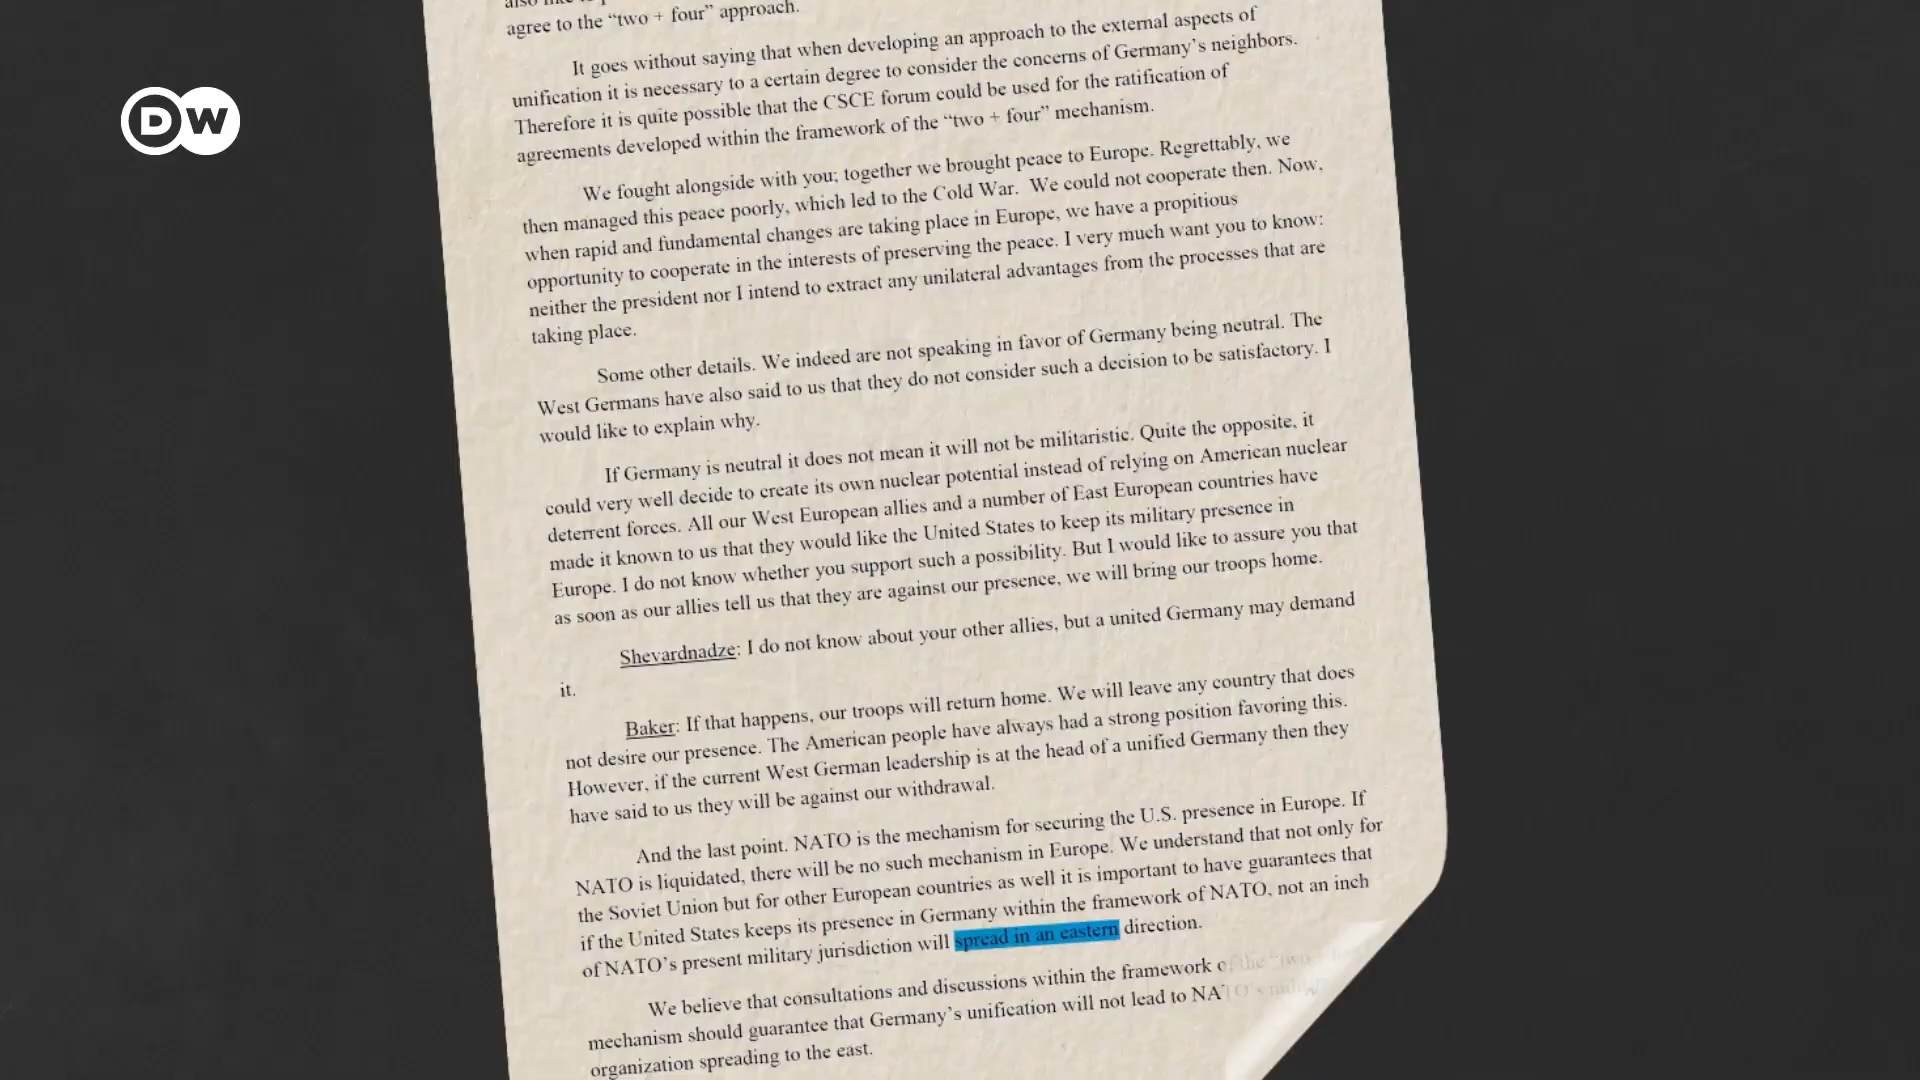 DW
agree to the “two + four” approach.
It goes without saying that when developing an approach to the external aspects of
unification it is necessary to a certain degree to consider the concerns of Germany’s neighbors.
Therefore it is quite possible that the CSCE forum could be used for the ratification of
agreements developed within the framework of the “two + four” mechanism.
We fought alongside with you; together we brought peace to Europe. Regrettably, we
then managed this peace poorly, which led to the Cold War. We could not cooperate then. Now,
when rapid and fundamental changes are taking place in Europe, we have a propitious
opportunity to cooperate in the interests of preserving the peace. I very much want you to know:
neither the president nor I intend to extract any unilateral advantages from the processes that are
taking place.
Some other details. We indeed are not speaking in favor of Germany being neutral. The
West Germans have also said to us that they do not consider such a decision to be satisfactory. I
would like to explain why.
If Germany is neutral it does not mean it will not be militaristic. Quite the opposite, it
could very well decide to create its own nuclear potential instead of relying on American nuclear
deterrent forces. All our West European allies and a number of East European countries have
made it known to us that they would like the United States to keep its military presence in
Europe. I do not know whether you support such a possibility. But I would like to assure you that
as soon as our allies tell us that they are against our presence, we will bring our troops home.
Shevardnadze: I do not know about your other allies, but a united Germany may demand
it.
Baker: If that happens, our troops will return home. We will leave any country that does
not desire our presence. The American people have always had a strong position favoring this.
However, if the current West German leadership is at the head of a unified Germany then they
have said to us they will be against our withdrawal.
And the last point. NATO is the mechanism for securing the U.S. presence in Europe. If
NATO is liquidated, there will be no such mechanism in Europe. We understand that not only for
the Soviet Union but for other European countries as well it is important to have guarantees that
if the United States keeps its presence in Germany within the framework of NATO, not an inch
of NATO’s present military jurisdiction will spread in an eastern direction.
We believe that consultations and discussions within the framework of the “two
mechanism should guarantee that Germany’s unification will not lead to NATO’s
organization spreading to the east.